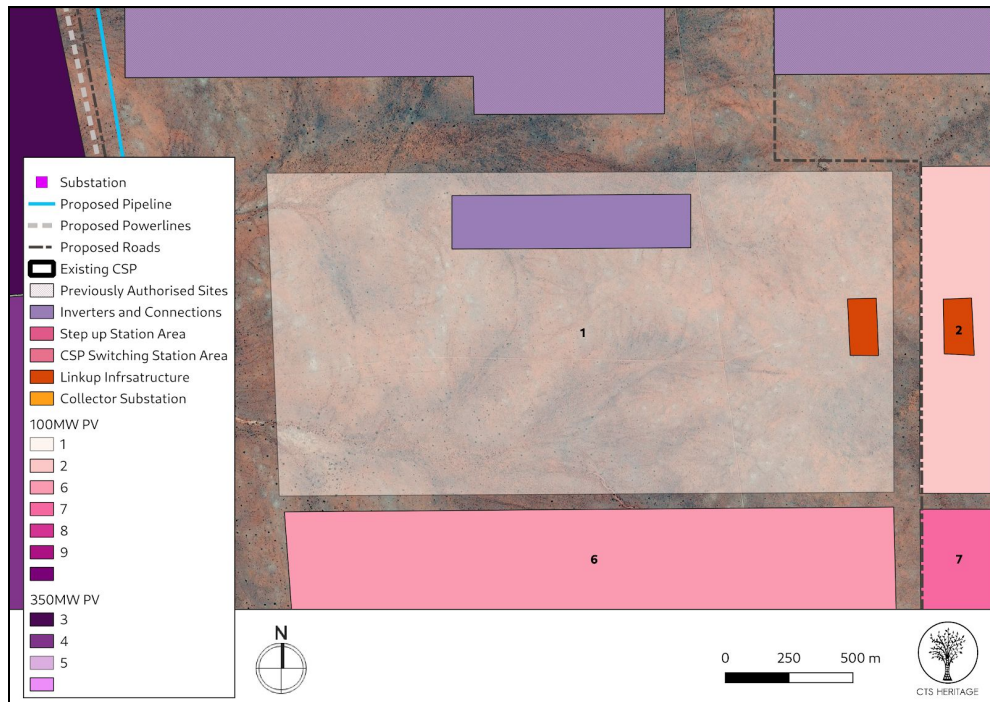 Substation
Proposed Pipeline
Proposed Powerlines
Proposed Roads
Existing CSP
Previously Authorised Sites
Inverters and Connections
Step up Station Area
CSP Switching Station Area
Linkup Infrsatructure
Collector Substation
100MW PV
1
2
6
7
8
9
350MW PV
3
4
5
1
2
6
7
N
0 250 500 m
CTS HERITAGE